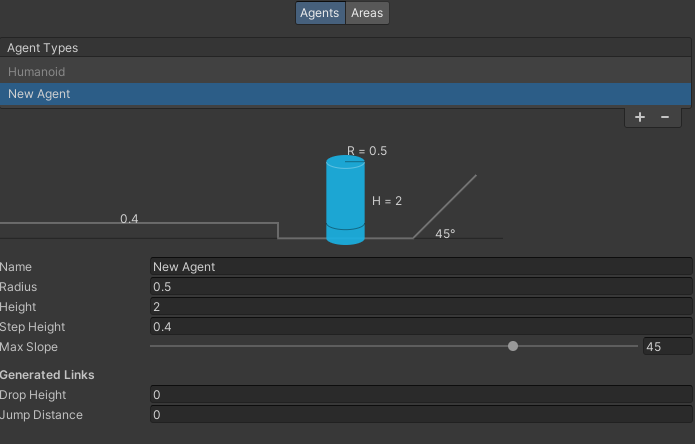 Agents Areas
Agent Types
Humanoid
New Agent
+ −
R = 0.5
H = 2
0.4
45°
Name New Agent
Radius 0.5
Height 2
Step Height 0.4
Max Slope 45
Generated Links
Drop Height 0
Jump Distance 0